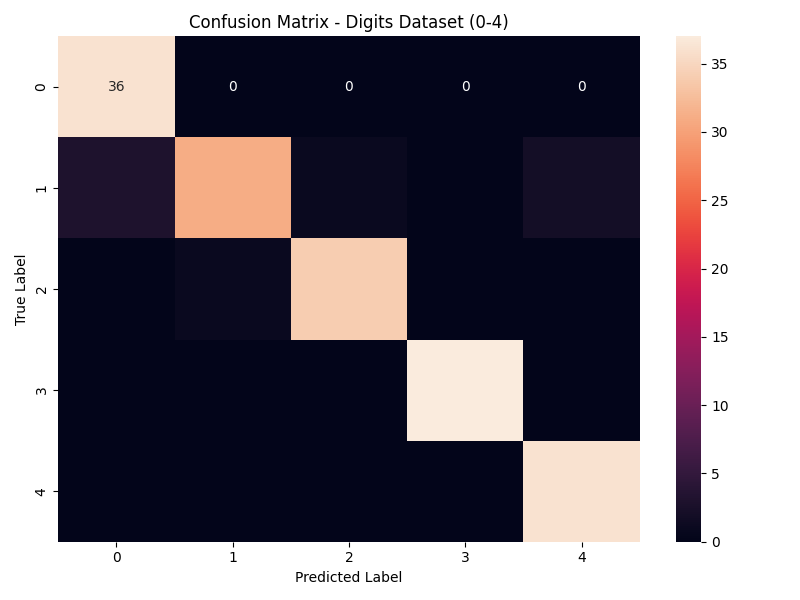 Confusion Matrix - Digits Dataset (0-4)
0 36 0 0 0 0
1
2
3
4
True Label
0 1 2 3 4
Predicted Label
35
30
25
20
15
10
5
0